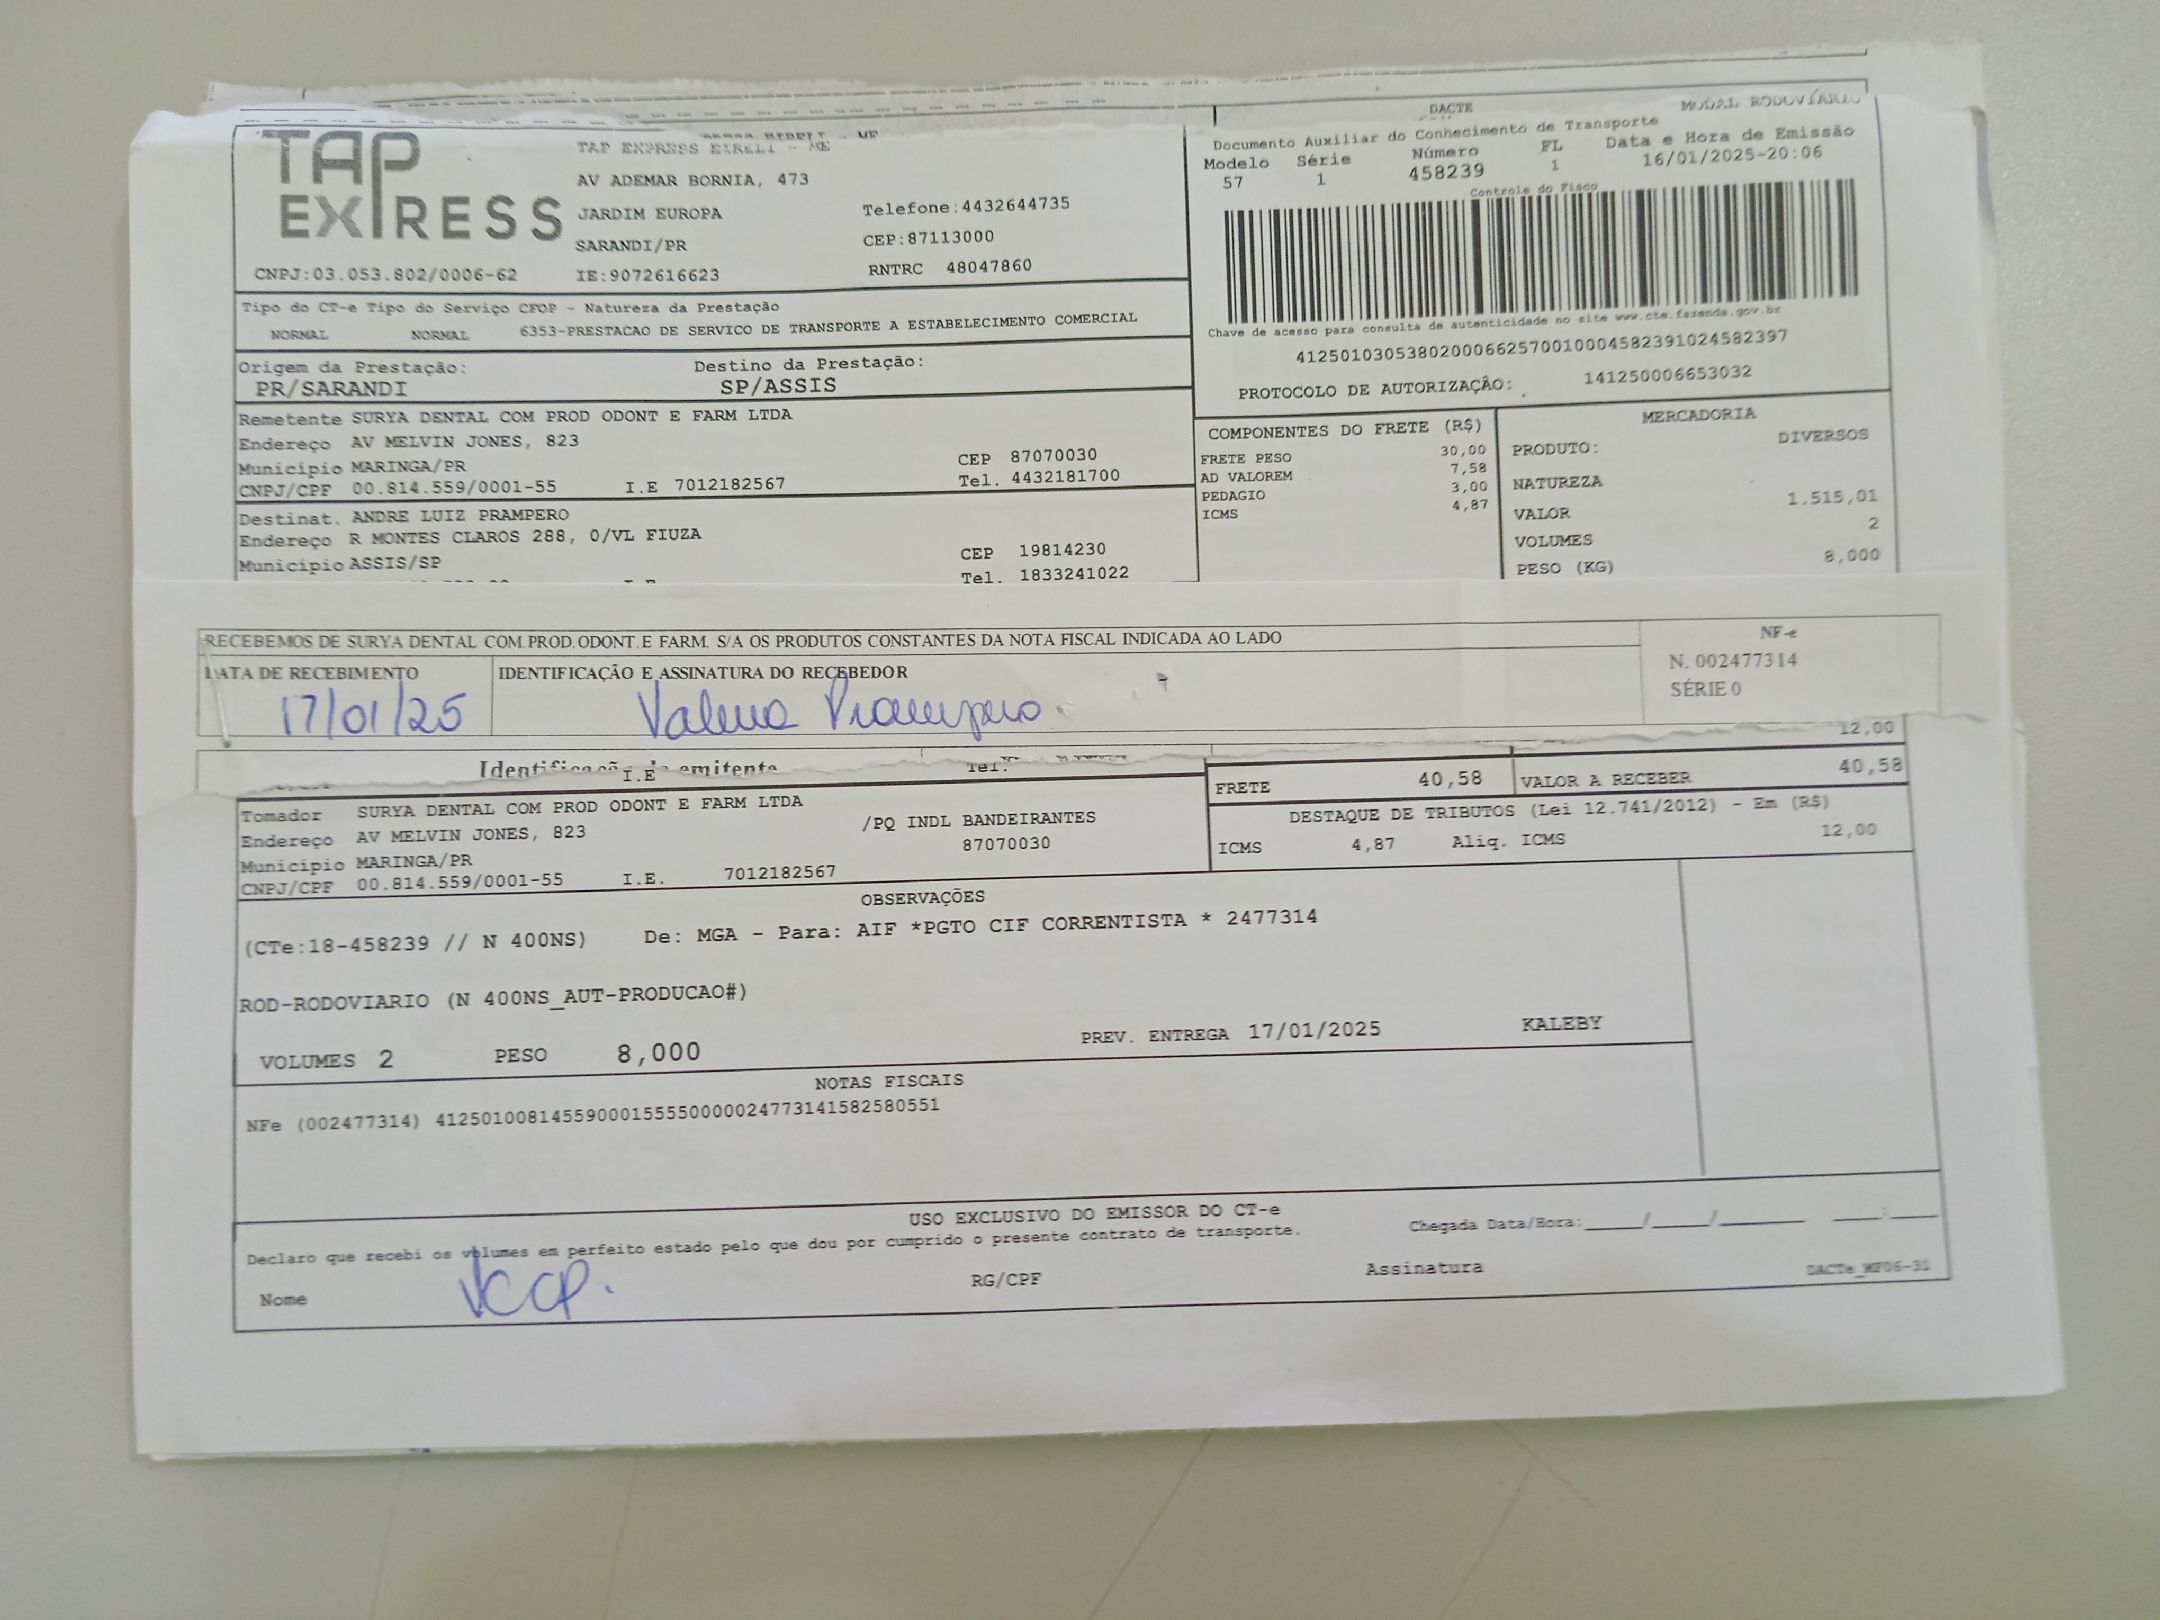 TAP EXPRESS
TAP EXPRESS EIRELI - ME
AV ADEMAR BORNIA, 473
JARDIM EUROPA Telefone:4432644735
SARANDI/PR CEP:87113000
CNPJ:03.053.802/0006-62 IE:9072616623 RNTRC 48047860
DACTE MODAL RODOVIÁRIO
Documento Auxiliar do Conhecimento de Transporte
Modelo Série Número FL Data e Hora de Emissão
57 1 458239 1 16/01/2025-20:06
Controle do Fisco
Chave de acesso para consulta de autenticidade no site www.cte.fazenda.gov.br
41250103053802000662570010004582391024582397
PROTOCOLO DE AUTORIZAÇÃO: 141250006653032
Tipo do CT-e Tipo do Serviço CFOP - Natureza da Prestação
NORMAL NORMAL 6353-PRESTACAO DE SERVICO DE TRANSPORTE A ESTABELECIMENTO COMERCIAL
Origem da Prestação: Destino da Prestação:
PR/SARANDI SP/ASSIS
Remetente SURYA DENTAL COM PROD ODONT E FARM LTDA
Endereço AV MELVIN JONES, 823
Município MARINGA/PR CEP 87070030
CNPJ/CPF 00.814.559/0001-55 I.E 7012182567 Tel. 4432181700
Destinat. ANDRE LUIZ PRAMPERO
Endereço R MONTES CLAROS 288, 0/VL FIUZA
Município ASSIS/SP CEP 19814230
Tel. 1833241022
COMPONENTES DO FRETE (R$)
FRETE PESO 30,00
AD VALOREM 7,58
PEDAGIO 3,00
ICMS 4,87
MERCADORIA
PRODUTO: DIVERSOS
NATUREZA
VALOR 1.515,01
VOLUMES 2
PESO (KG) 8,000
RECEBEMOS DE SURYA DENTAL COM.PROD.ODONT.E FARM. S/A OS PRODUTOS CONSTANTES DA NOTA FISCAL INDICADA AO LADO
DATA DE RECEBIMENTO IDENTIFICAÇÃO E ASSINATURA DO RECEBEDOR
17/01/25 Valeria Prampero
NF-e
N. 002477314
SÉRIE 0
12,00
Identificação do emitente
I.E Tel.
FRETE 40,58 VALOR A RECEBER 40,58
Tomador SURYA DENTAL COM PROD ODONT E FARM LTDA
Endereço AV MELVIN JONES, 823 /PQ INDL BANDEIRANTES
Município MARINGA/PR 87070030
CNPJ/CPF 00.814.559/0001-55 I.E. 7012182567
DESTAQUE DE TRIBUTOS (Lei 12.741/2012) - Em (R$)
ICMS 4,87 Aliq. ICMS 12,00
OBSERVAÇÕES
(CTe:18-458239 // N 400NS) De: MGA - Para: AIF *PGTO CIF CORRENTISTA * 2477314
ROD-RODOVIARIO (N 400NS_AUT-PRODUCAO#)
VOLUMES 2 PESO 8,000 PREV. ENTREGA 17/01/2025 KALEBY
NOTAS FISCAIS
NFe (002477314) 41250100814559000155550000024773141582580551
USO EXCLUSIVO DO EMISSOR DO CT-e
Declaro que recebi os volumes em perfeito estado pelo que dou por cumprido o presente contrato de transporte. Chegada Data/Hora:_____/_____/________ ____:____
Nome VCCP. RG/CPF Assinatura DACTe_MF06-31